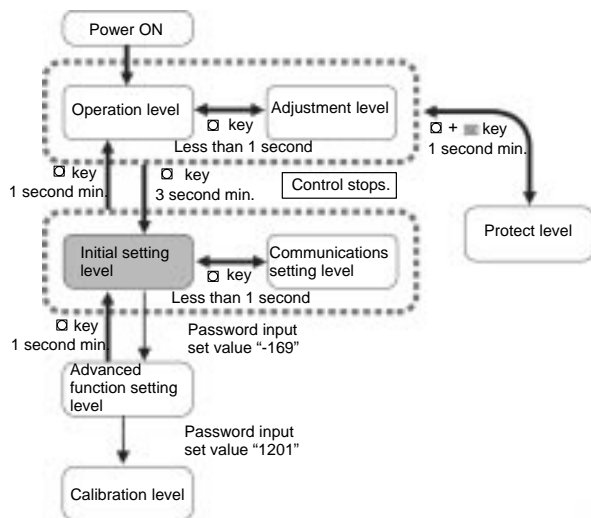 Power ON
Operation level
Adjustment level
key
Less than 1 second
+ key
1 second min.
key
1 second min.
key
3 second min.
Control stops.
Protect level
Initial setting
level
Communications
setting level
key
Less than 1 second
key
1 second min.
Password input
set value “-169”
Advanced
function setting
level
Password input
set value “1201”
Calibration level